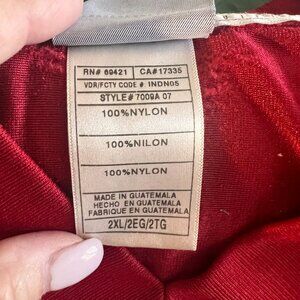 RN# 69421 CA#17335
VDR/FCTY CODE # INDN05
STYLE# 7009A 07
100%NYLON
100%NILON
100%NYLON
MADE IN GUATEMALA
HECHO EN GUATEMALA
FABRIQUE EN GUATEMALA
2XL/2EG/2TG